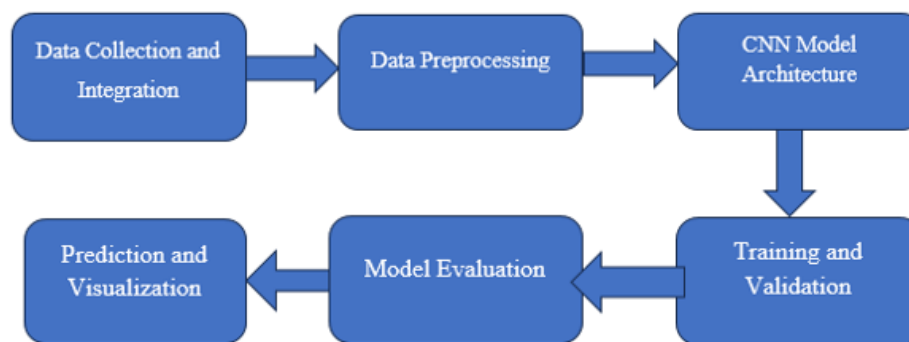 Data Collection and
Integration
Data Preprocessing
CNN Model
Architecture
Training and
Validation
Model Evaluation
Prediction and
Visualization